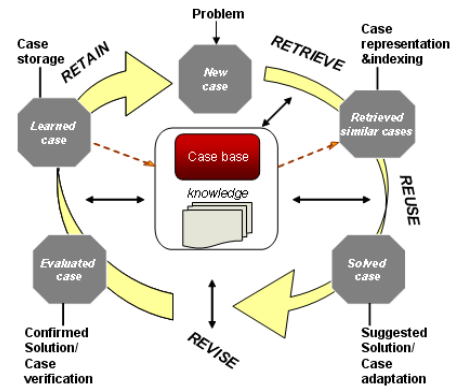 Problem
Case
storage
RETAIN
New
case
RETRIEVE
Case
representation
&indexing
Learned
case
Retrieved
similar cases
Case base
knowledge
REUSE
Evaluated
case
Solved
case
REVISE
Confirmed
Solution/
Case
verification
Suggested
Solution/
Case
adaptation